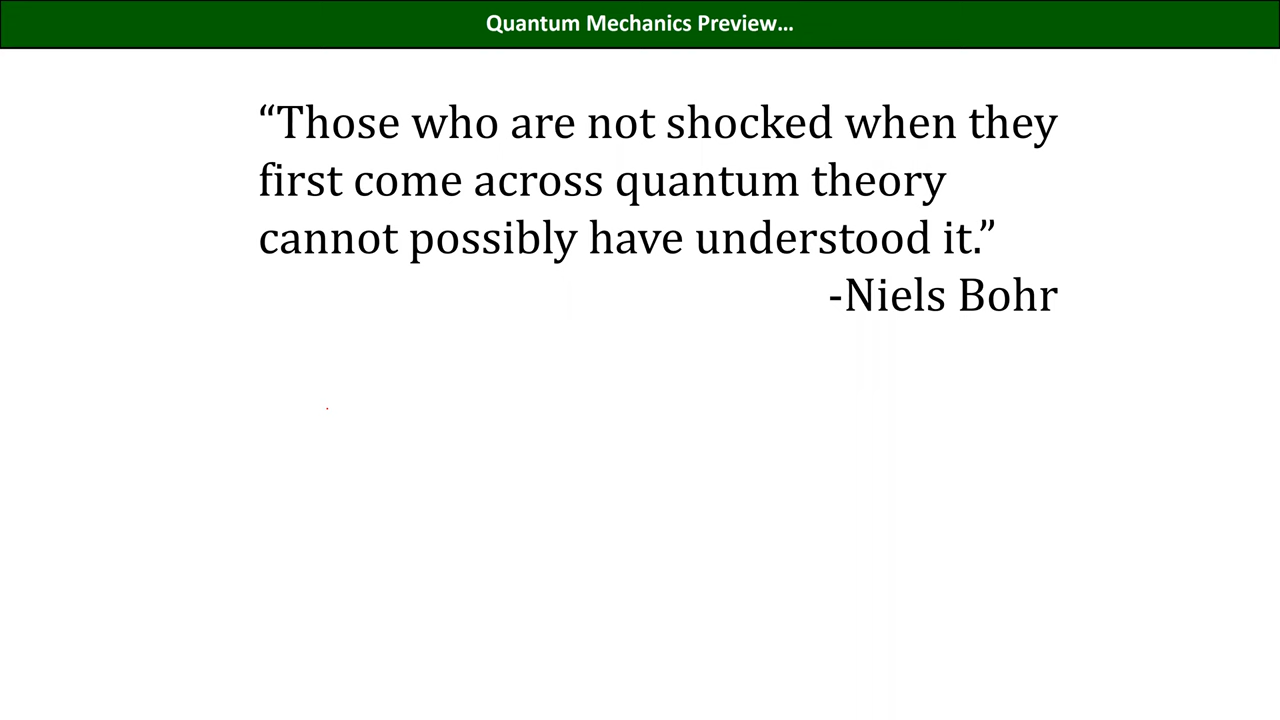 Quantum Mechanics Preview…
“Those who are not shocked when they
first come across quantum theory
cannot possibly have understood it.”
-Niels Bohr